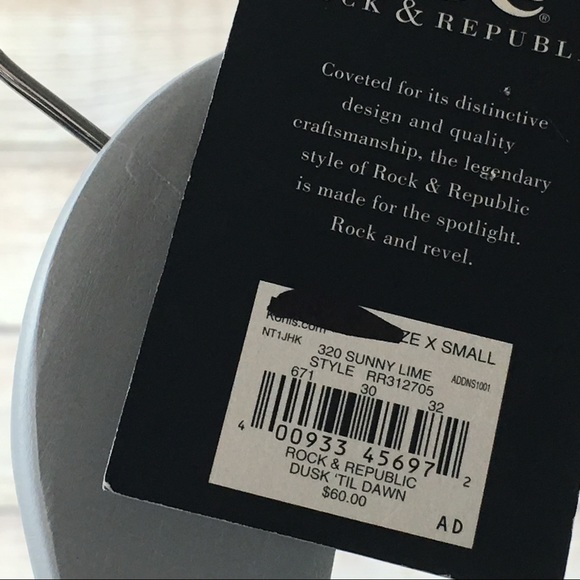 CK & REPUBL
Coveted for its distinctive
design and quality
craftsmanship, the legendary
style of Rock & Republic
is made for the spotlight.
Rock and revel.
ZE X SMALL
NT1JHK
320 SUNNY LIME
ADDNS1001
STYLE RR312705
671 30 32
4 00933 45697 2
ROCK & REPUBLIC
DUSK 'TIL DAWN
$60.00
AD